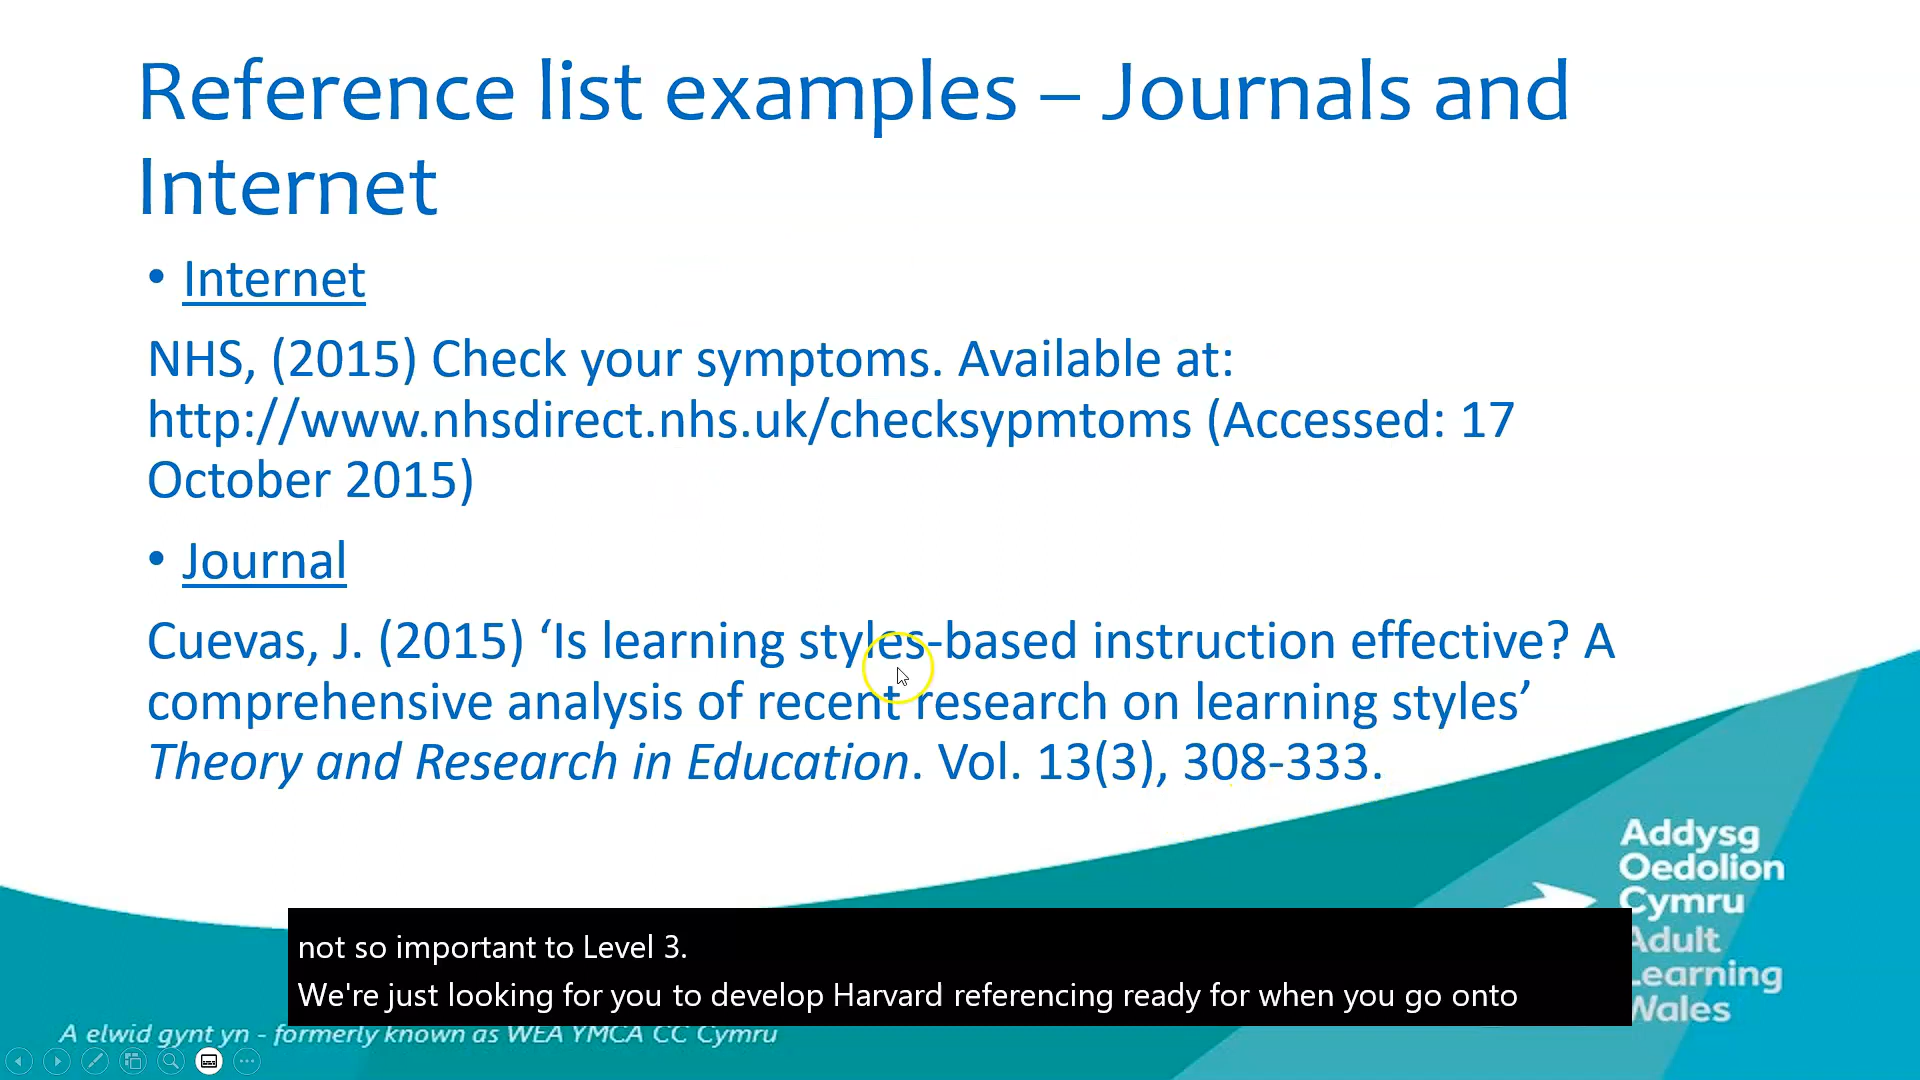 Reference list examples – Journals and
Internet
• Internet
NHS, (2015) Check your symptoms. Available at:
http://www.nhsdirect.nhs.uk/checksypmtoms (Accessed: 17
October 2015)
• Journal
Cuevas, J. (2015) ‘Is learning styles-based instruction effective? A
comprehensive analysis of recent research on learning styles’
Theory and Research in Education. Vol. 13(3), 308-333.
Addysg
Oedolion
Cymru
Adult
Learning
Wales
not so important to Level 3.
We're just looking for you to develop Harvard referencing ready for when you go onto
A elwid gynt yn - formerly known as WEA YMCA CC Cymru